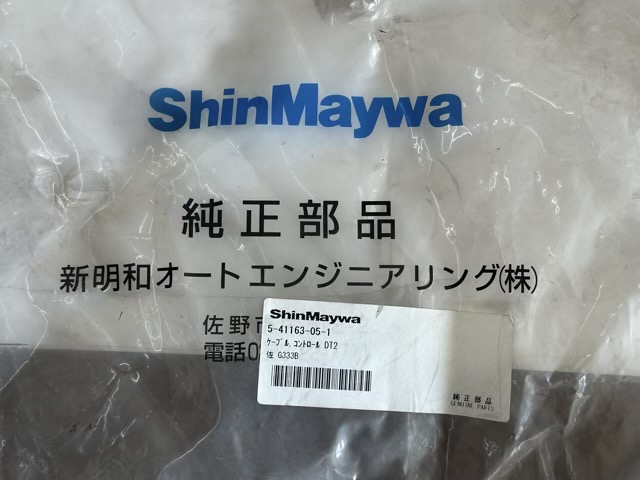 ShinMaywa
純正部品
新明和オートエンジニアリング(株)
佐野市
電話0
ShinMaywa
5-41163-05-1
ケーブル,コントロール DT2
佐 G333B
純正部品
GENUINE PARTS